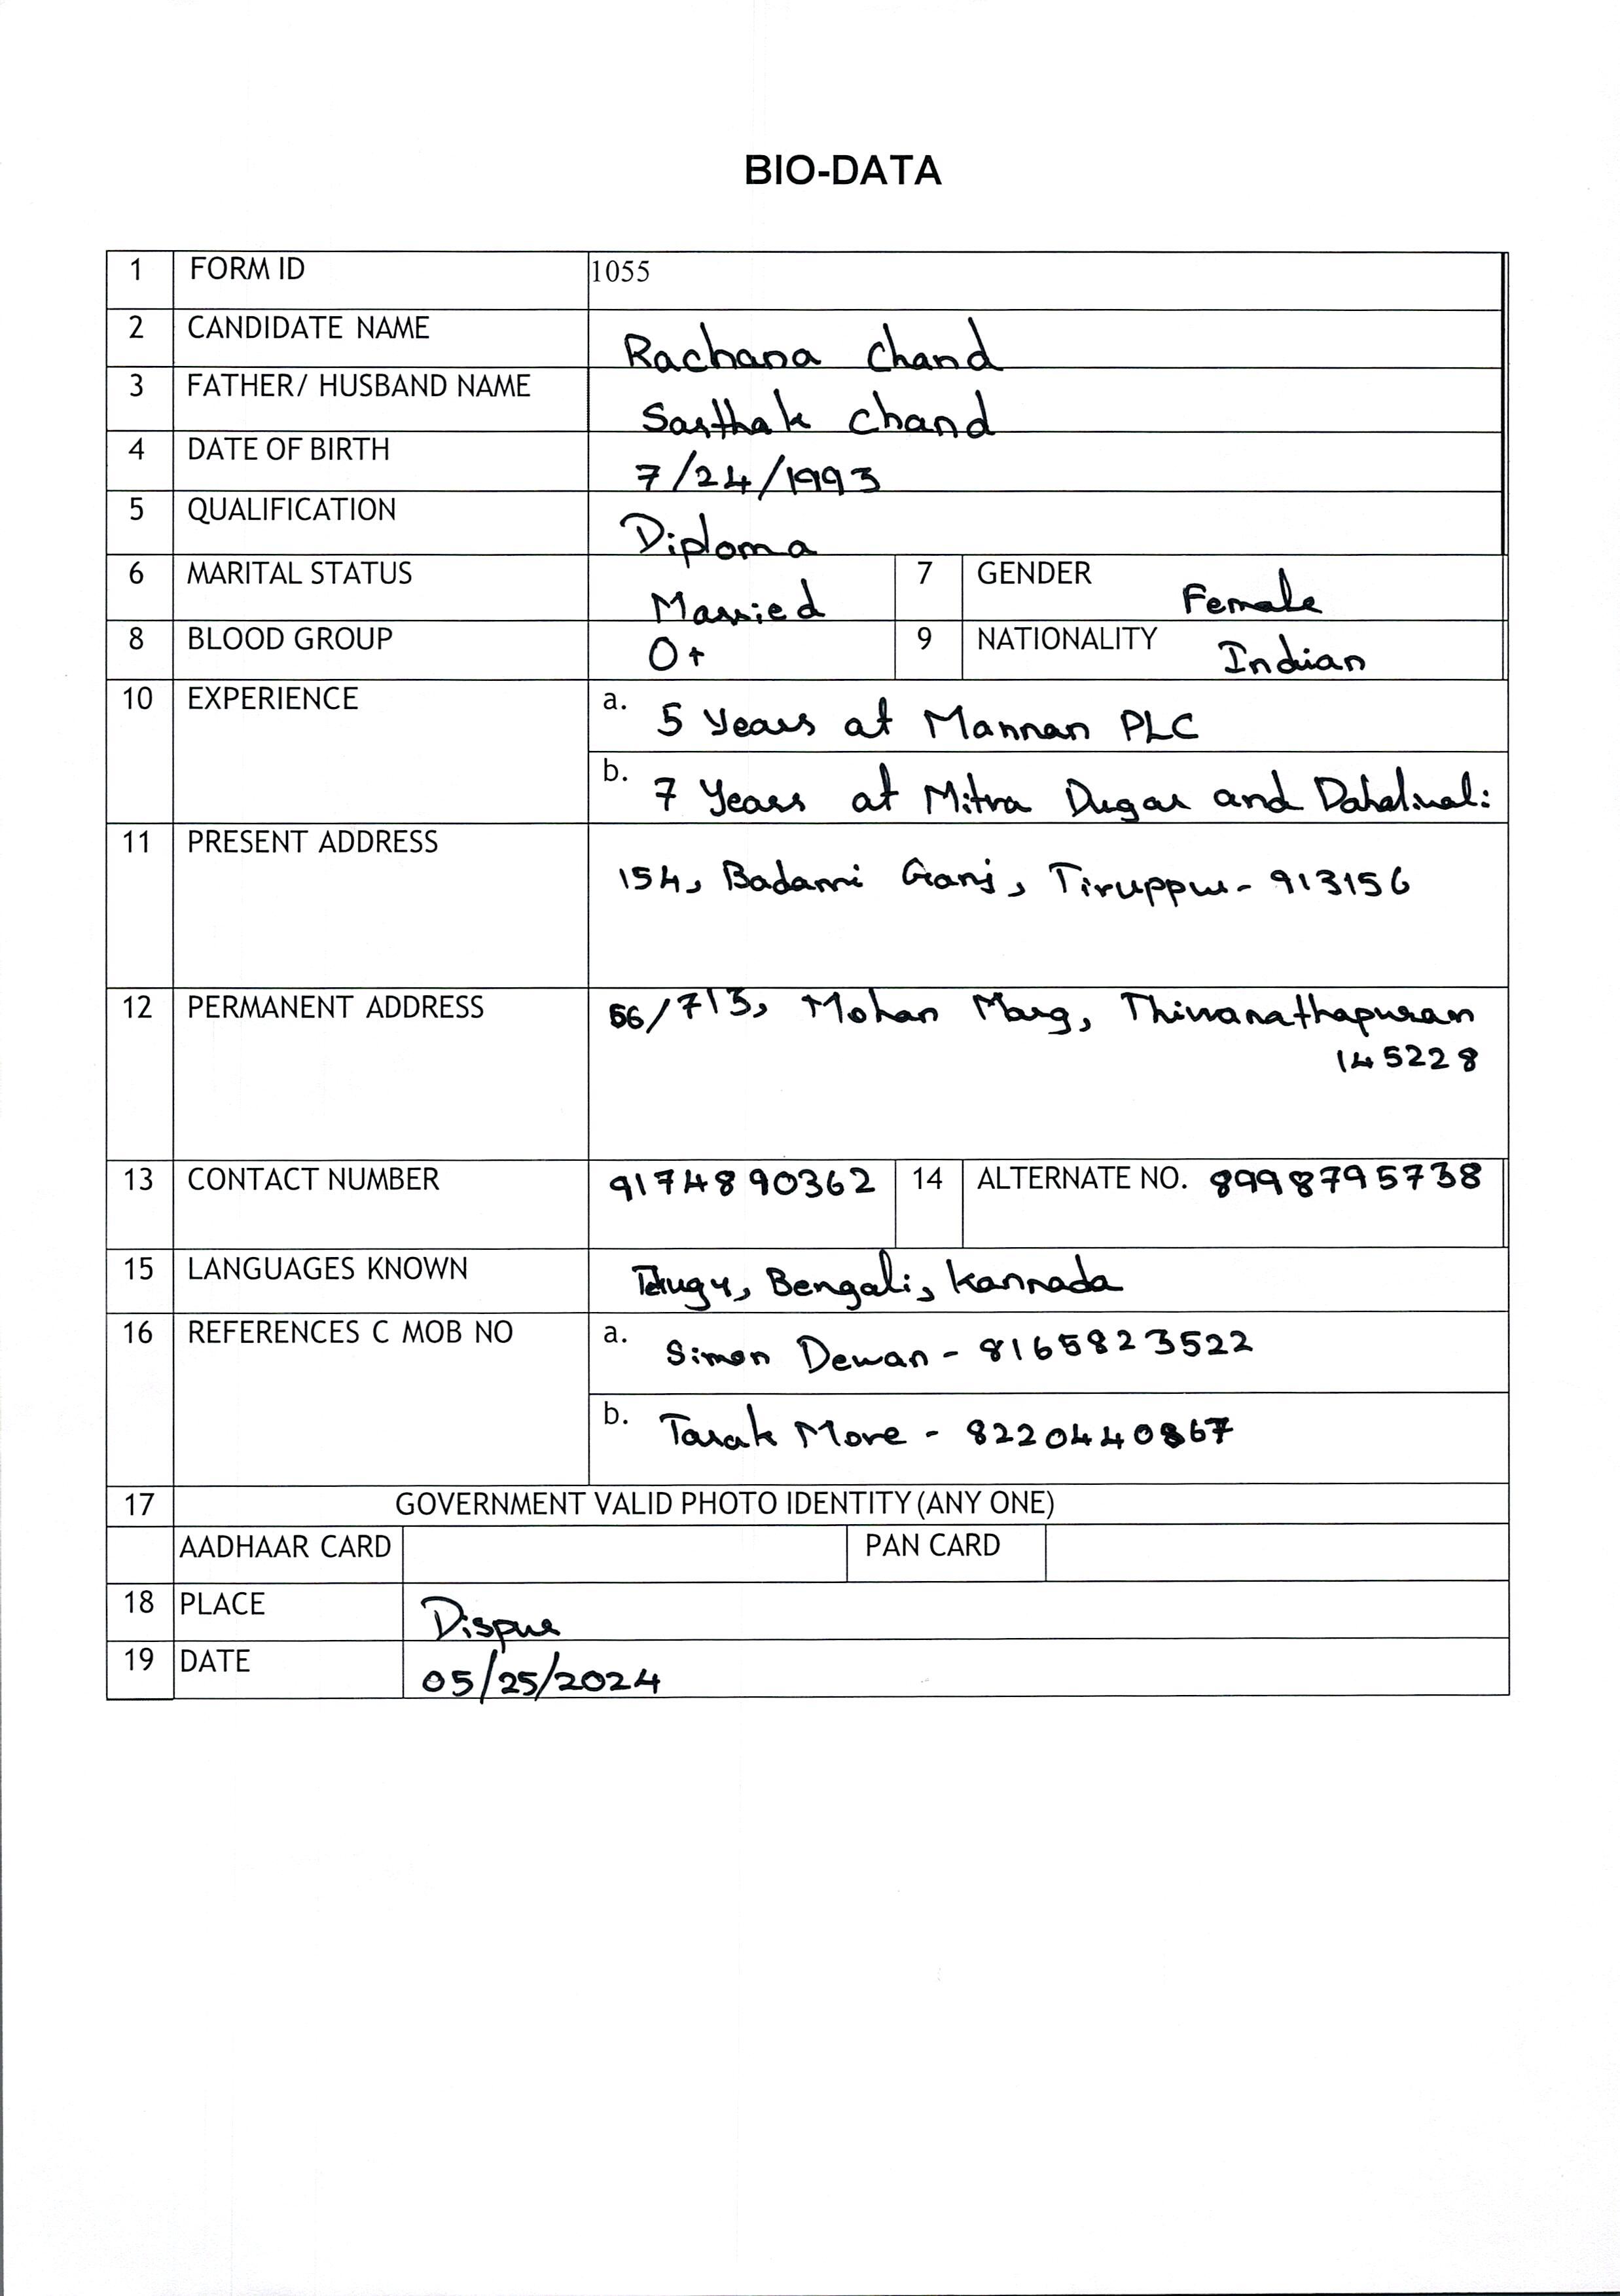 BIO-DATA
1 FORM ID 1055
2 CANDIDATE NAME Rachana Chand
3 FATHER/ HUSBAND NAME Sarthak Chand
4 DATE OF BIRTH 7/24/1993
5 QUALIFICATION Diploma
6 MARITAL STATUS Married 7 GENDER Female
8 BLOOD GROUP O+ 9 NATIONALITY Indian
10 EXPERIENCE a. 5 Years at Mannan PLC
b. 7 Years at Mitra Dugar and
11 PRESENT ADDRESS
154, Badami Ganj, Tiruppur- 913156
12 PERMANENT ADDRESS 56/713, Mohan Marg,
145228
13 CONTACT NUMBER 9174890362 14 ALTERNATE NO. 8998795738
15 LANGUAGES KNOWN Telugu, Bengali, Kannada
16 REFERENCES C MOB NO a. Simon Dewan - 8165823522
b. Tarak More - 8220440867
17 GOVERNMENT VALID PHOTO IDENTITY (ANY ONE)
AADHAAR CARD PAN CARD
18 PLACE Dispur
19 DATE 05/25/2024